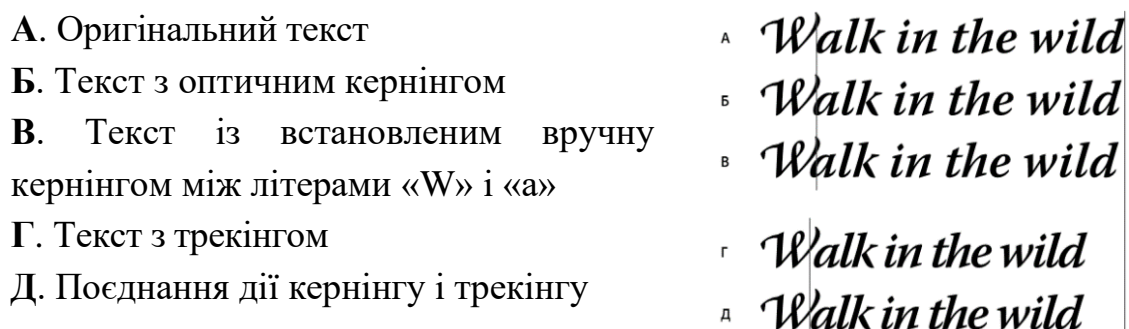 А. Оригінальний текст
Б. Текст з оптичним кернінгом
В. Текст із встановленим вручну
кернінгом між літерами «W» і «а»
Г. Текст з трекінгом
Д. Поєднання дії кернінгу і трекінгу
А Walk in the wild
Б Walk in the wild
В Walk in the wild
Г Walk in the wild
Д Walk in the wild